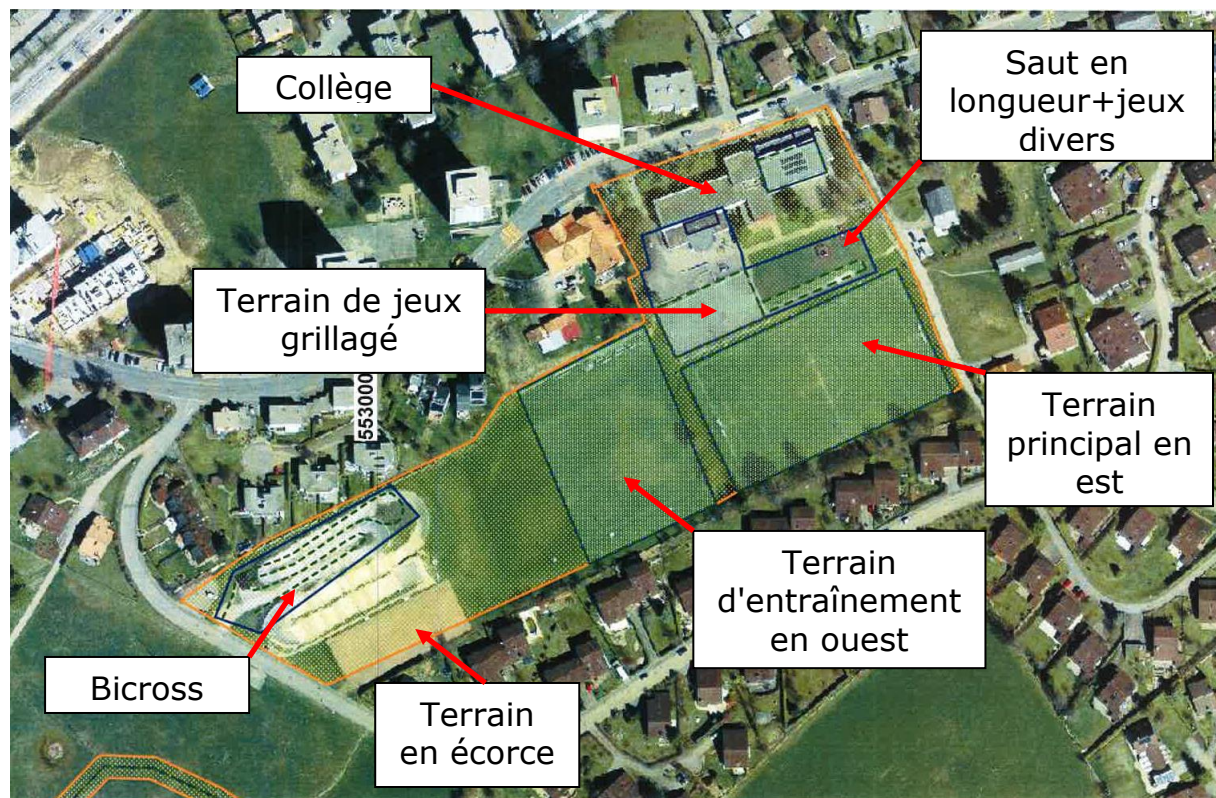 Collège
Saut en
longueur+jeux
divers
Terrain de jeux
grillagé
553000
Terrain
principal en
est
Terrain
d'entraînement
en ouest
Bicross
Terrain
en écorce